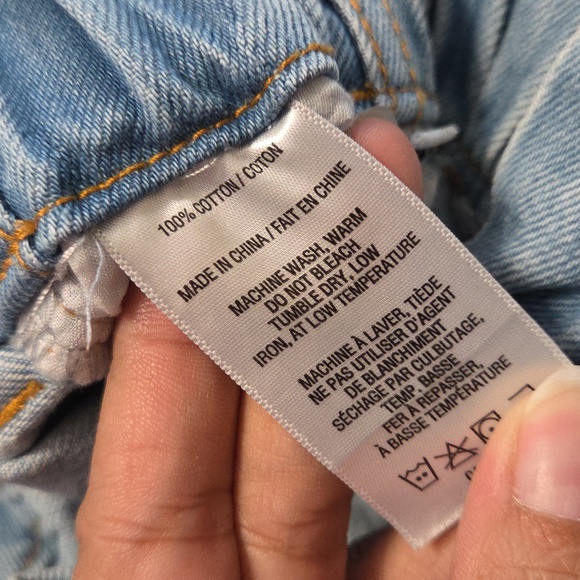 100% COTTON / COTON
MADE IN CHINA / FAIT EN CHINE
MACHINE WASH, WARM
DO NOT BLEACH
TUMBLE DRY, LOW
IRON, AT LOW TEMPERATURE
MACHINE À LAVER, TIÈDE
NE PAS UTILISER D'AGENT
DE BLANCHIMENT
SÉCHAGE PAR CULBUTAGE,
TEMP. BASSE
FER À REPASSER,
À BASSE TEMPÉRATURE